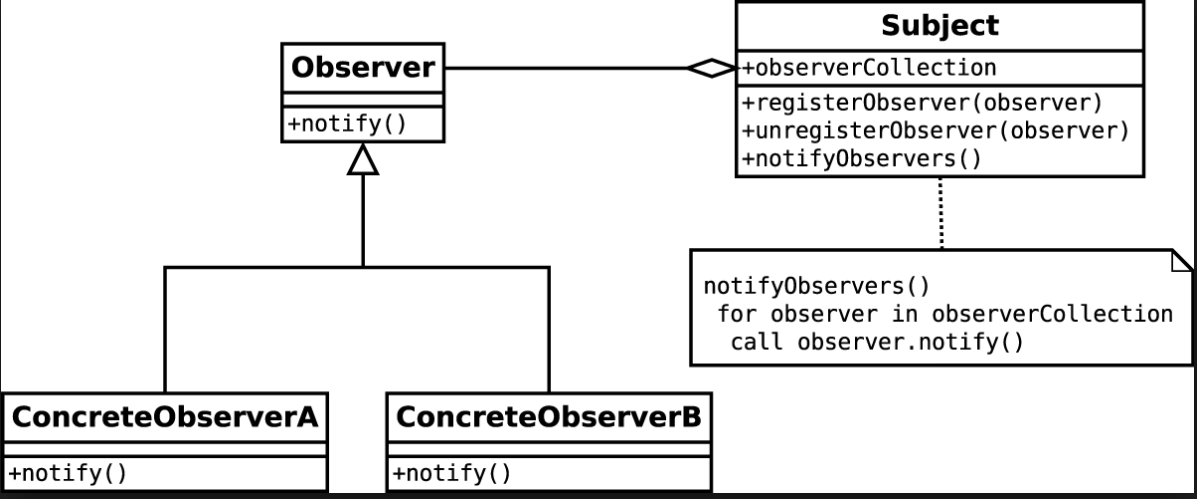 Observer
+notify()
Subject
+observerCollection
+registerObserver(observer)
+unregisterObserver(observer)
+notifyObservers()
notifyObservers()
for observer in observerCollection
call observer.notify()
ConcreteObserverA
+notify()
ConcreteObserverB
+notify()